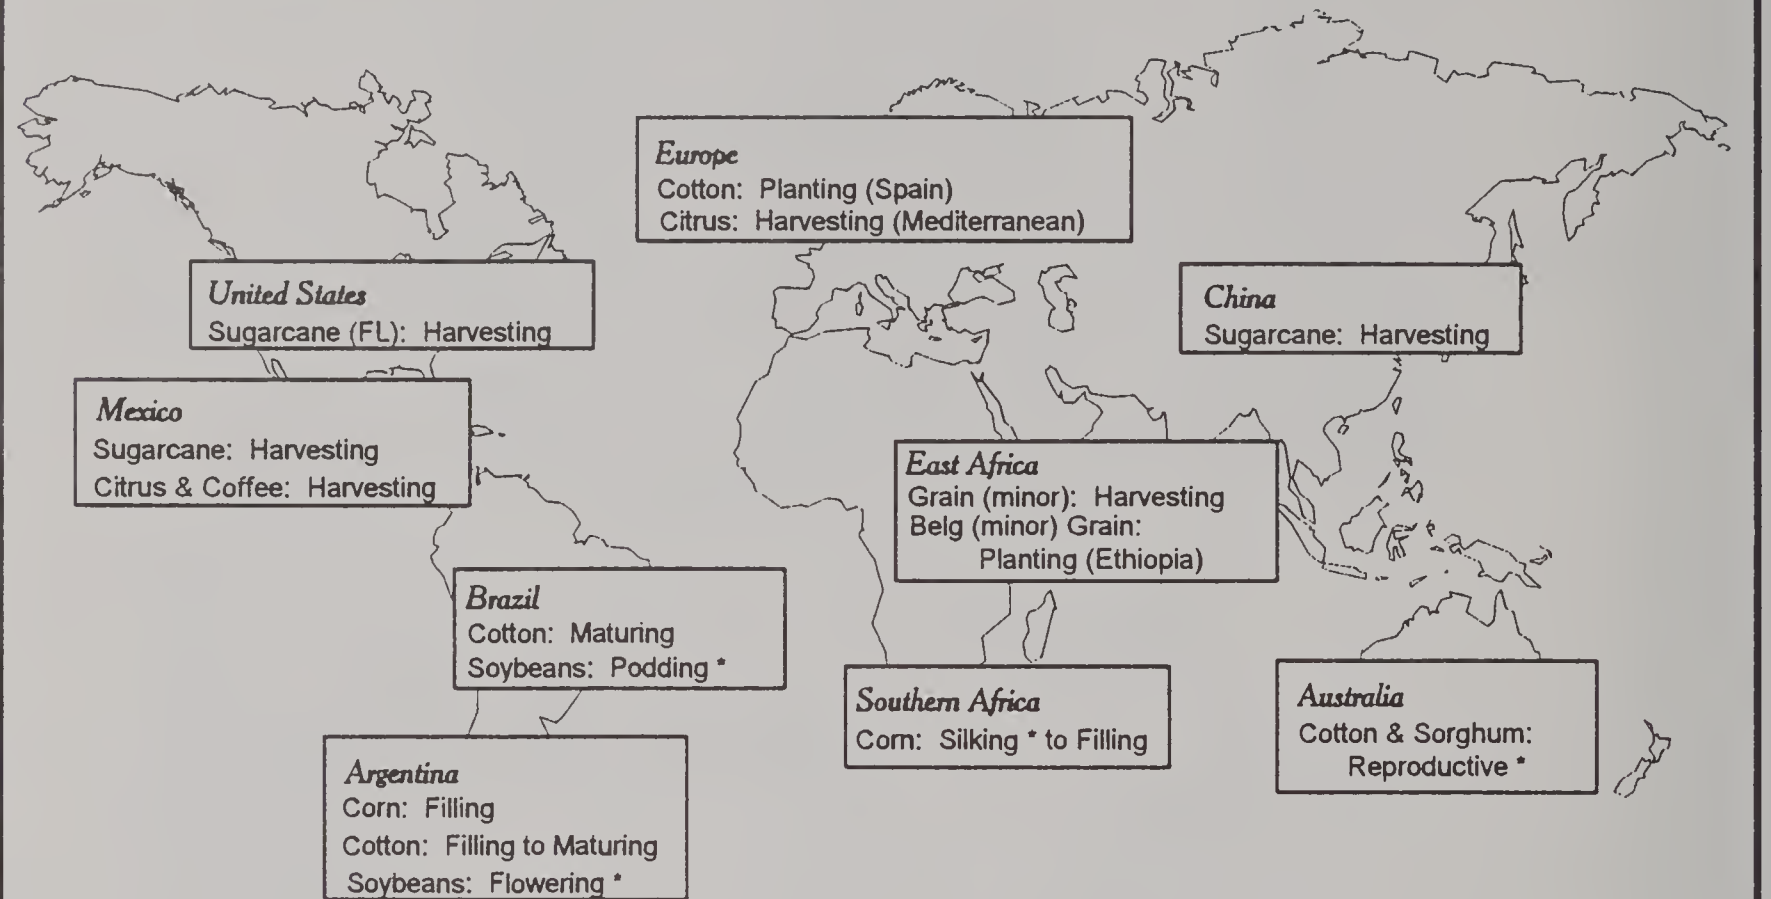 Europe
Cotton: Planting (Spain)
Citrus: Harvesting (Mediterranean)
United States
Sugarcane (FL): Harvesting
China
Sugarcane: Harvesting
Mexico
Sugarcane: Harvesting
Citrus & Coffee: Harvesting
East Africa
Grain (minor): Harvesting
Belg (minor) Grain:
Planting (Ethiopia)
Brazil
Cotton: Maturing
Soybeans: Podding *
Southern Africa
Corn: Silking * to Filling
Australia
Cotton & Sorghum:
Reproductive *
Argentina
Corn: Filling
Cotton: Filling to Maturing
Soybeans: Flowering *